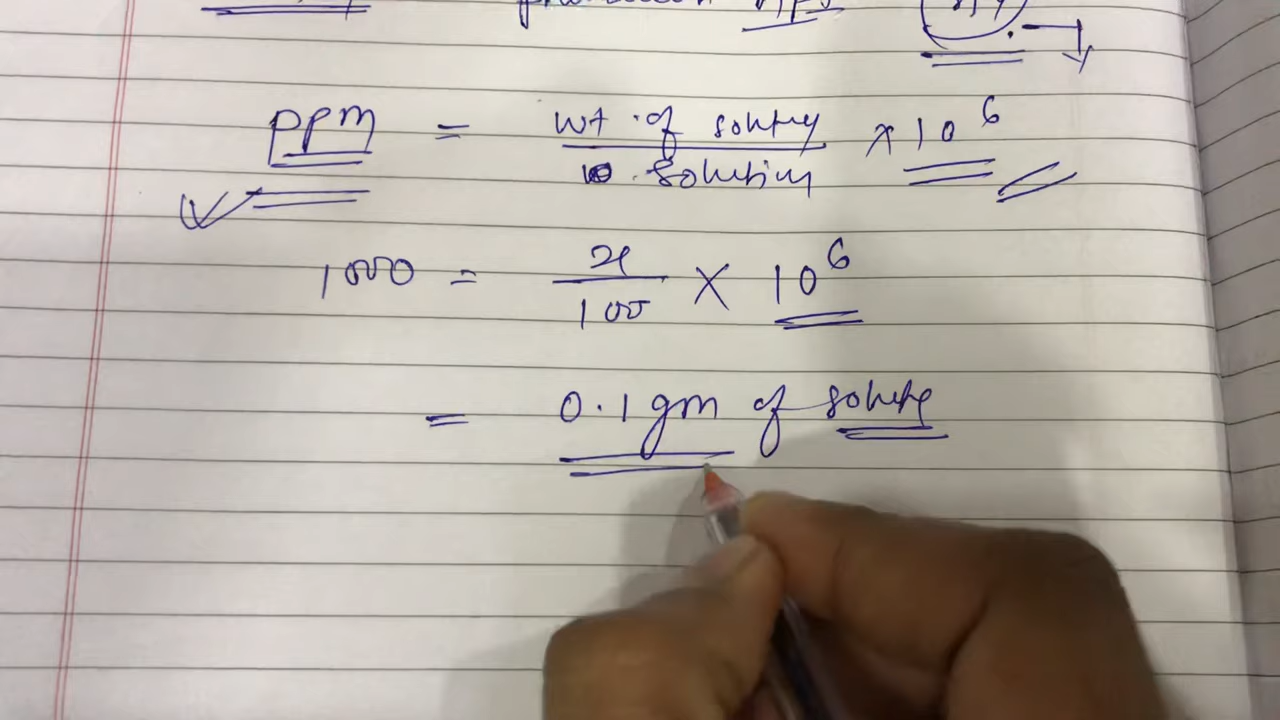 ppm = wt. of solute × 10^6
solution
1000 = x × 10^6
100
= 0.1 gm of solute